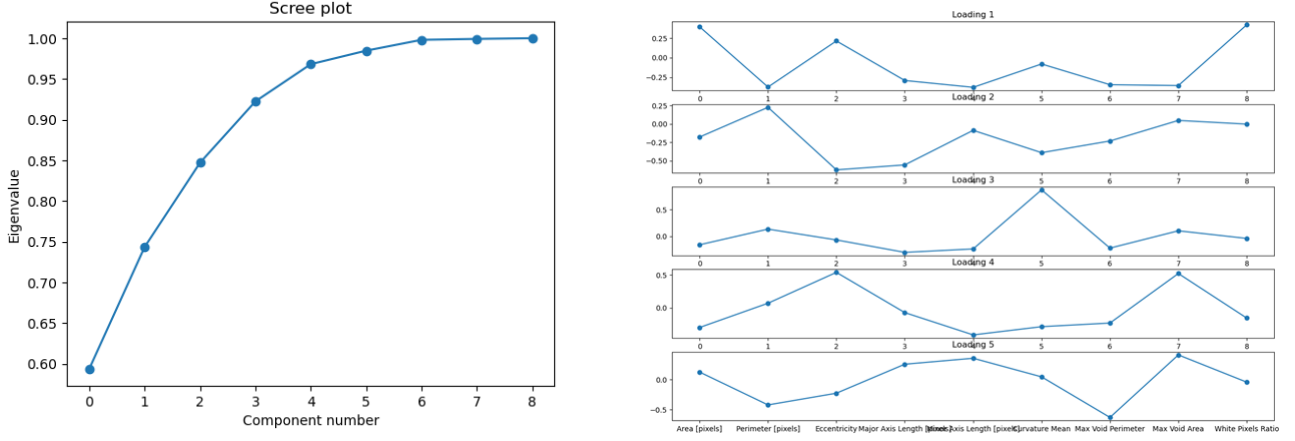 Scree plot
Eigenvalue
1.00
0.95
0.90
0.85
0.80
0.75
0.70
0.65
0.60
0 1 2 3 4 5 6 7 8
Component number
Loading 1
0.25
0.00
−0.25
0 1 2 3 4 5 6 7 8
Loading 2
0.25
0.00
−0.25
−0.50
0 1 2 3 4 5 6 7 8
Loading 3
0.5
0.0
0 1 2 3 4 5 6 7 8
Loading 4
0.5
0.0
0 1 2 3 4 5 6 7 8
Loading 5
0.0
−0.5
Area [pixels] Perimeter [pixels] Eccentricity Major Axis Length Axis Length Curvature Mean Max Void Perimeter Max Void Area White Pixels Ratio